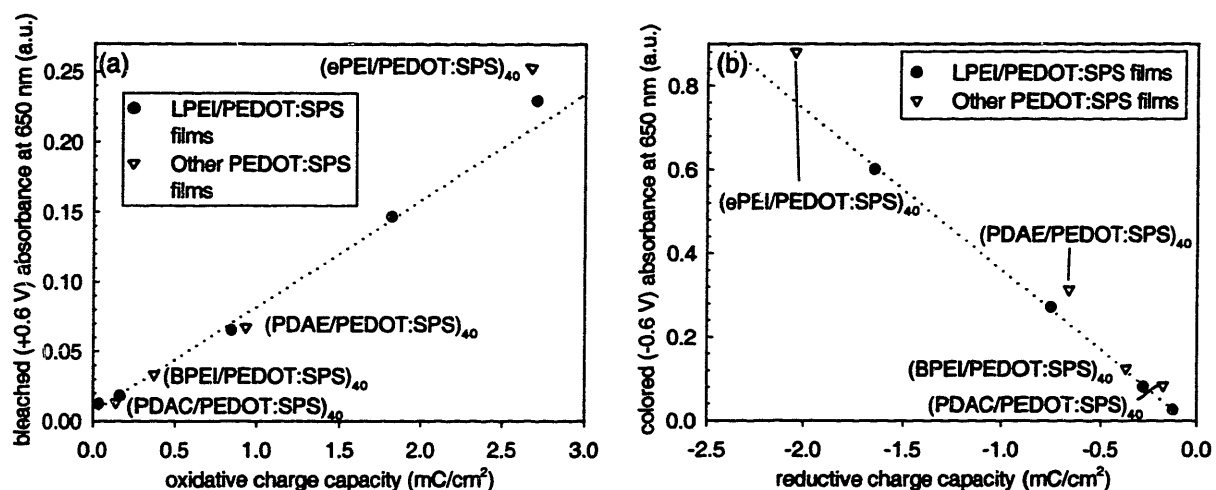 (a)
bleached (+0.6 V) absorbance at 650 nm (a.u.)
0.25
0.20
0.15
0.10
0.05
0.00
(ePEI/PEDOT:SPS)40
LPEI/PEDOT:SPS
films
Other PEDOT:SPS
films
(PDAE/PEDOT:SPS)40
(BPEI/PEDOT:SPS)40
(PDAC/PEDOT:SPS)40
0.0 0.5 1.0 1.5 2.0 2.5 3.0
oxidative charge capacity (mC/cm²)
(b)
colored (-0.6 V) absorbance at 650 nm (a.u.)
0.8
0.6
0.4
0.2
0.0
LPEI/PEDOT:SPS films
Other PEDOT:SPS films
(ePEI/PEDOT:SPS)40
(PDAE/PEDOT:SPS)40
(BPEI/PEDOT:SPS)40
(PDAC/PEDOT:SPS)40
-2.5 -2.0 -1.5 -1.0 -0.5 0.0
reductive charge capacity (mC/cm²)